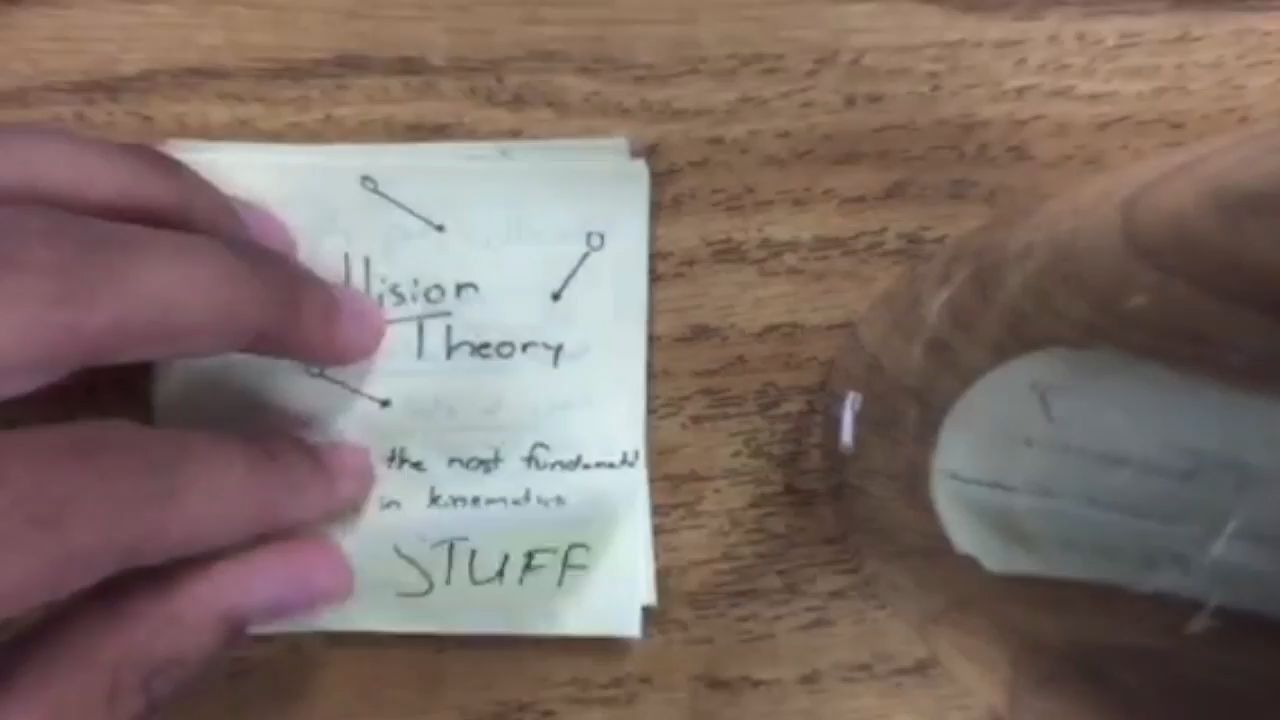 llision
Theory
the most fundamental
in kinematics
STUFF